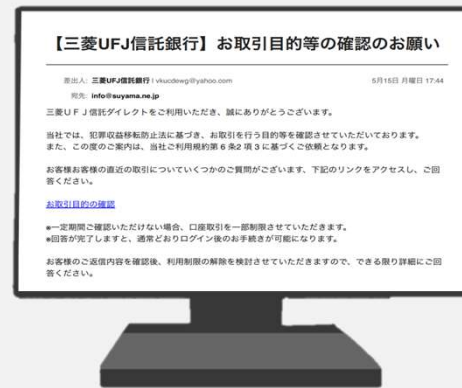 【三菱UFJ信託銀行】お取引目的等の確認のお願い
差出人: 三菱UFJ信託銀行 | vkucdewg@yahoo.com
5月15日 月曜日 17:44
宛先: info@suyama.ne.jp
三菱ＵＦＪ信託ダイレクトをご利用いただき、誠にありがとうございます。
当社では、犯罪収益移転防止法に基づき、お取引を行う目的等を確認させていただいております。
また、この度のご案内は、当社ご利用規約第６条2 項３に基づくご依頼となります。
お客様お客様の直近の取引についていくつかのご質問がございます、下記のリンクをアクセスし、ご回
答ください。
お取引目的の確認
※一定期間ご確認いただけない場合、口座取引を一部制限させていただきます。
※回答が完了しますと、通常どおりログイン後のお手続きが可能になります。
お客様のご返信内容を確認後、利用制限の解除を検討させていただきますので、できる限り詳細にご回
答ください。